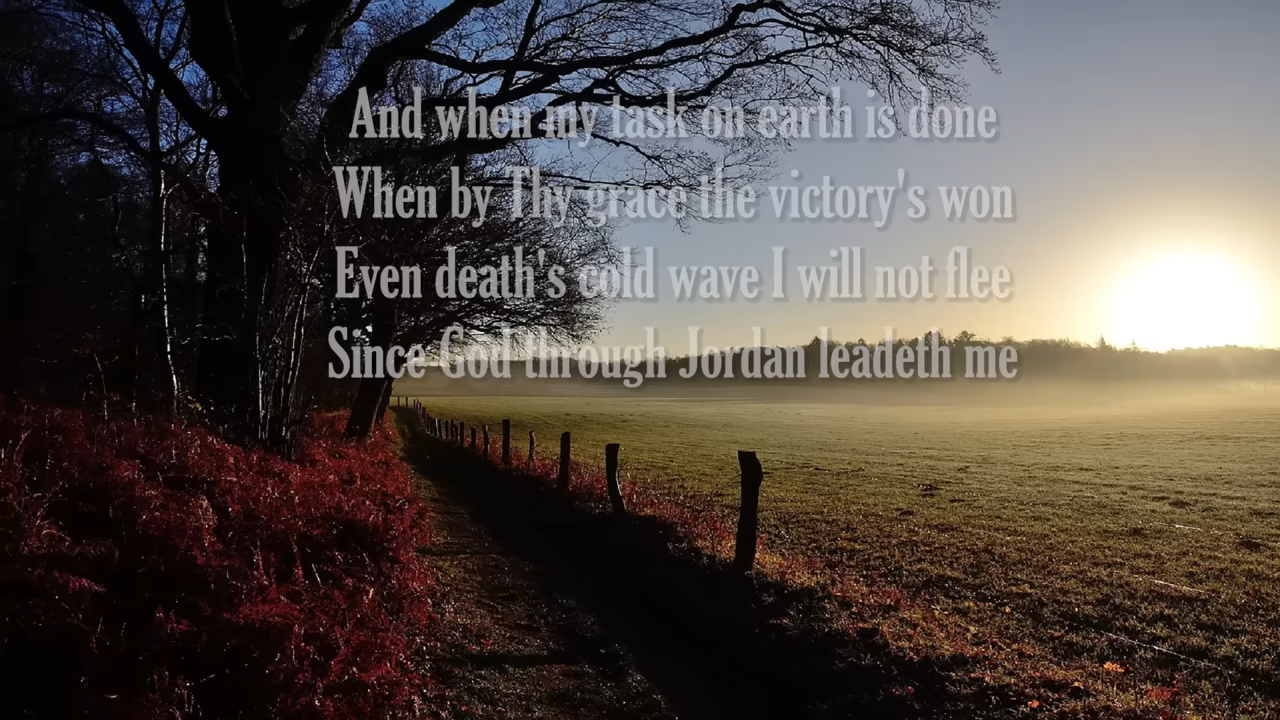 And when my task on earth is done
When by Thy grace the victory's won
Even death's cold wave I will not flee
Since God through Jordan leadeth me